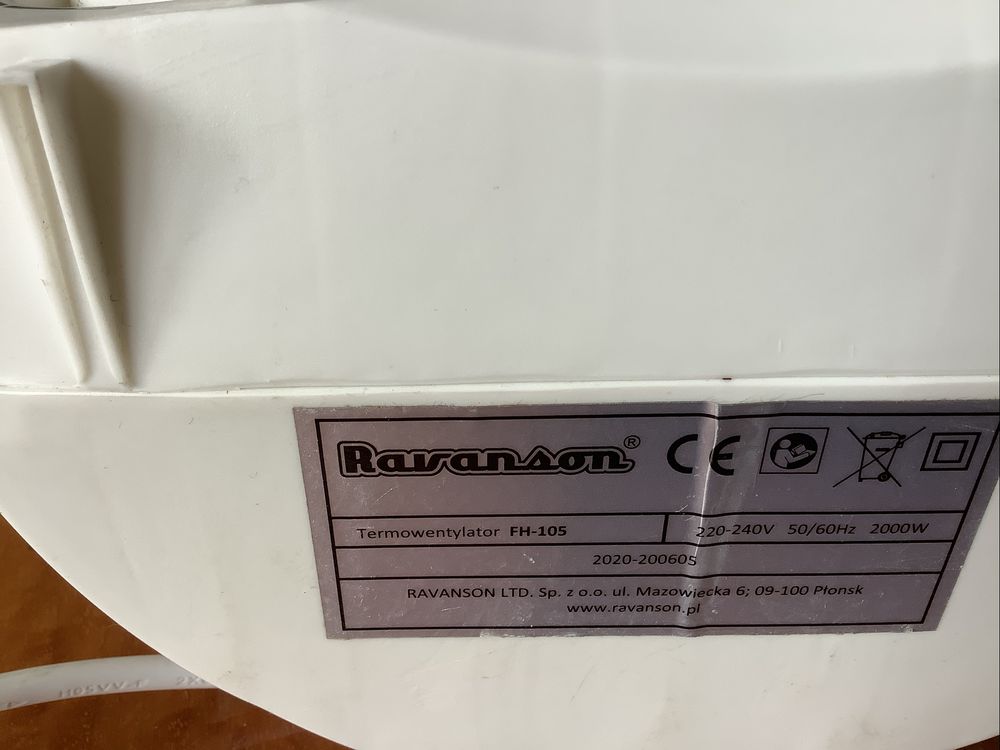 Ravanson®
CE
Termowentylator FH-105
220-240V 50/60Hz 2000W
2020-20060S
RAVANSON LTD. Sp. z o.o. ul. Mazowiecka 6; 09-100 Płonsk
www.ravanson.pl
H05VV-F